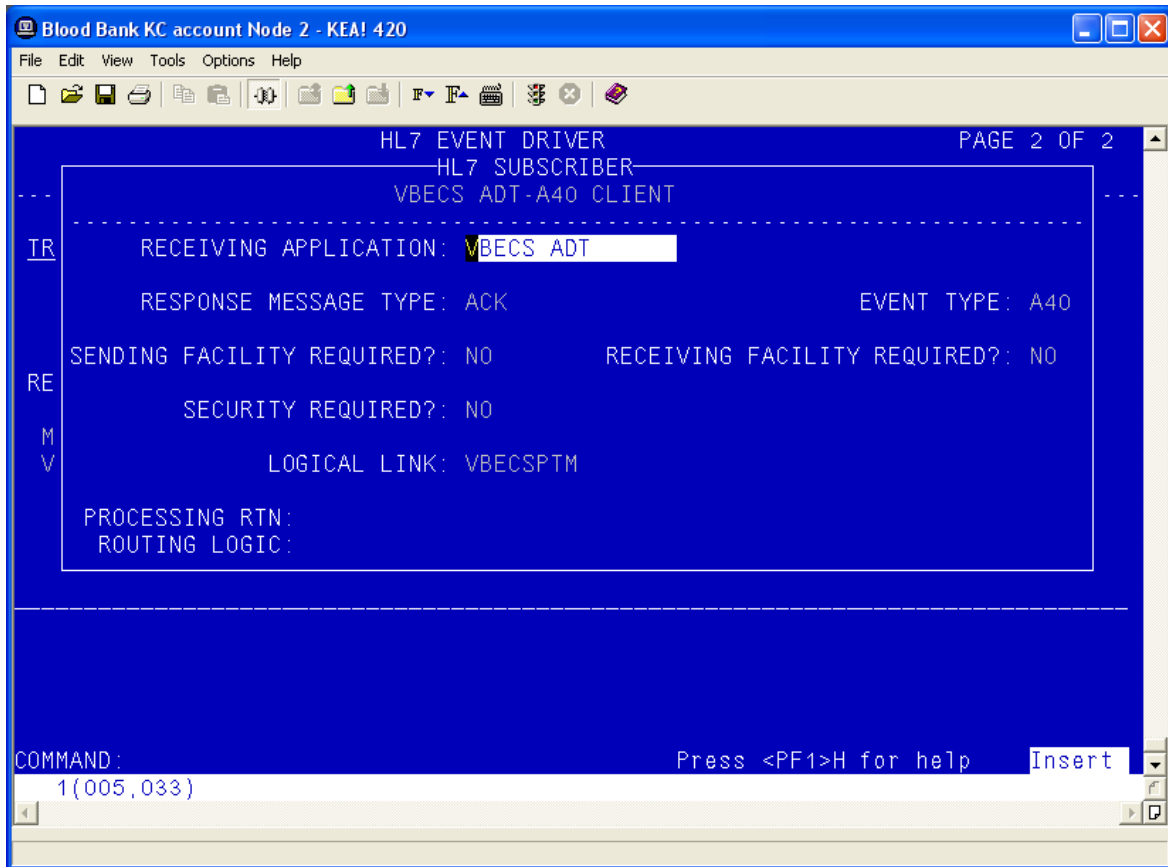 Blood Bank KC account Node 2 - KEA! 420
File Edit View Tools Options Help
HL7 EVENT DRIVER PAGE 2 OF 2
HL7 SUBSCRIBER
--- VBECS ADT-A40 CLIENT ---
TR RECEIVING APPLICATION: VBECS ADT
RESPONSE MESSAGE TYPE: ACK EVENT TYPE: A40
SENDING FACILITY REQUIRED?: NO RECEIVING FACILITY REQUIRED?: NO
RE
SECURITY REQUIRED?: NO
M
V LOGICAL LINK: VBECSPTM
PROCESSING RTN:
ROUTING LOGIC:
COMMAND: Press <PF1>H for help Insert
1(005,033)